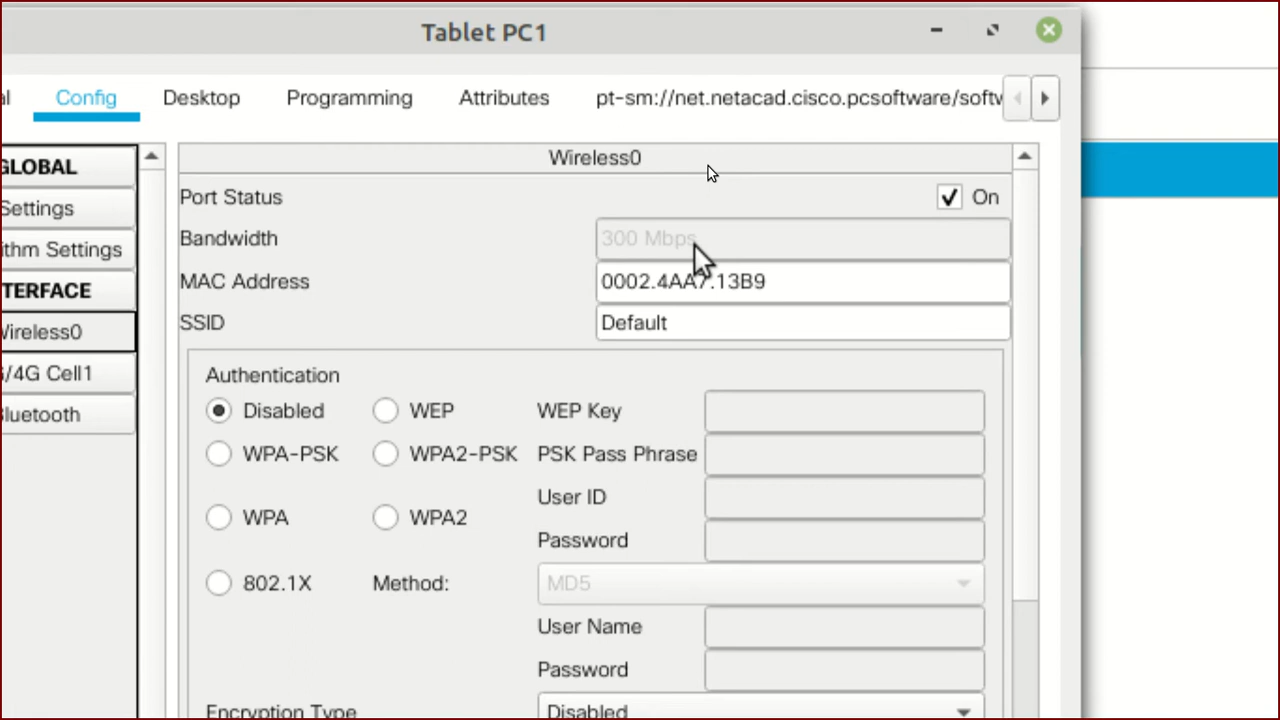 Tablet PC1
al Config Desktop Programming Attributes pt-sm://net.netacad.cisco.pcsoftware/softw
GLOBAL
Settings
ithm Settings
TERFACE
Wireless0
G/4G Cell1
Bluetooth
Wireless0
Port Status On
Bandwidth 300 Mbps
MAC Address 0002.4AA7.13B9
SSID Default
Authentication
Disabled WEP WEP Key
WPA-PSK WPA2-PSK PSK Pass Phrase
User ID
WPA WPA2
Password
802.1X Method: MD5
User Name
Password
Encryption Type Disabled